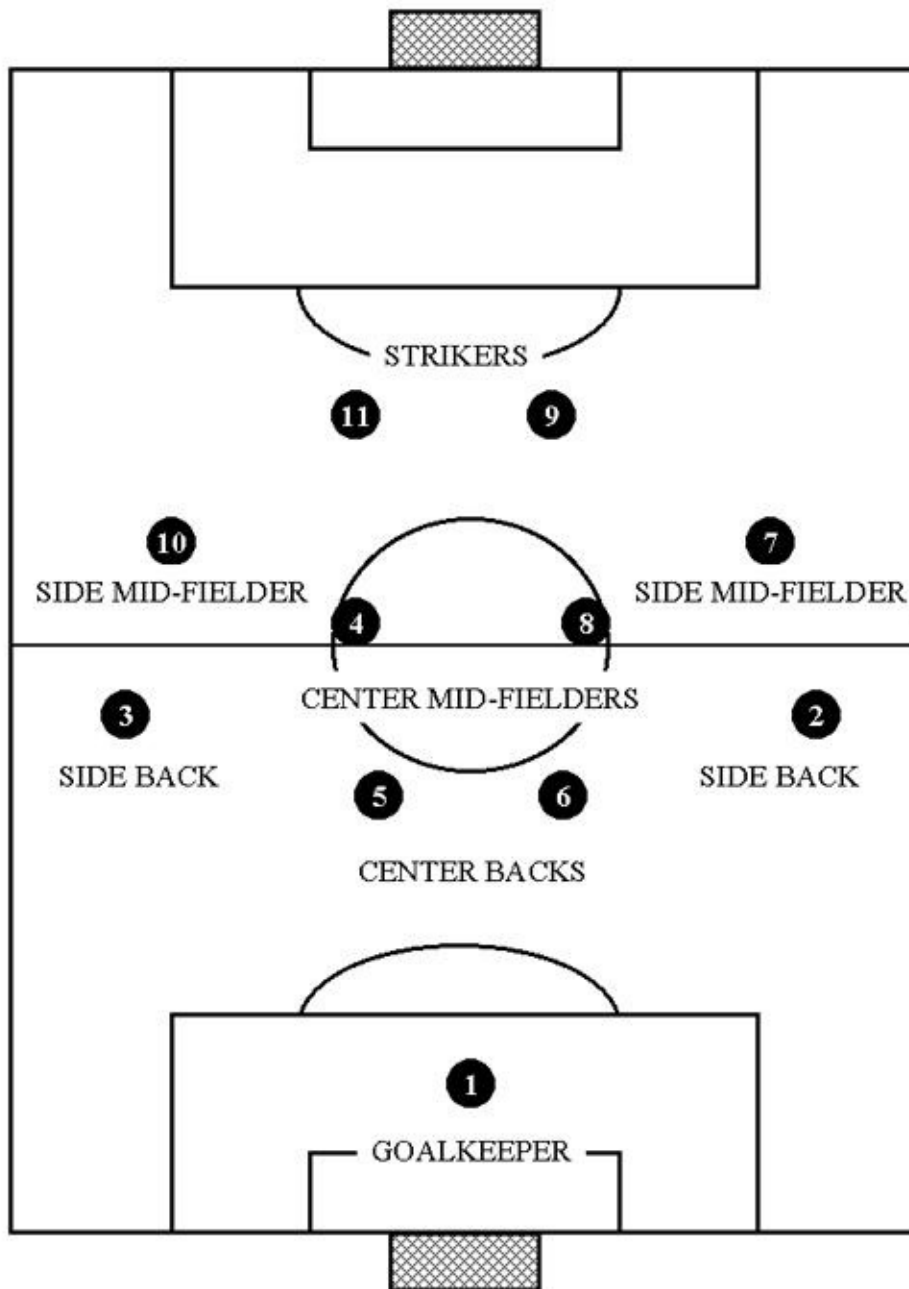 STRIKERS
11 9
10 7
SIDE MID-FIELDER SIDE MID-FIELDER
4 8
CENTER MID-FIELDERS
3 2
SIDE BACK SIDE BACK
5 6
CENTER BACKS
1
GOALKEEPER